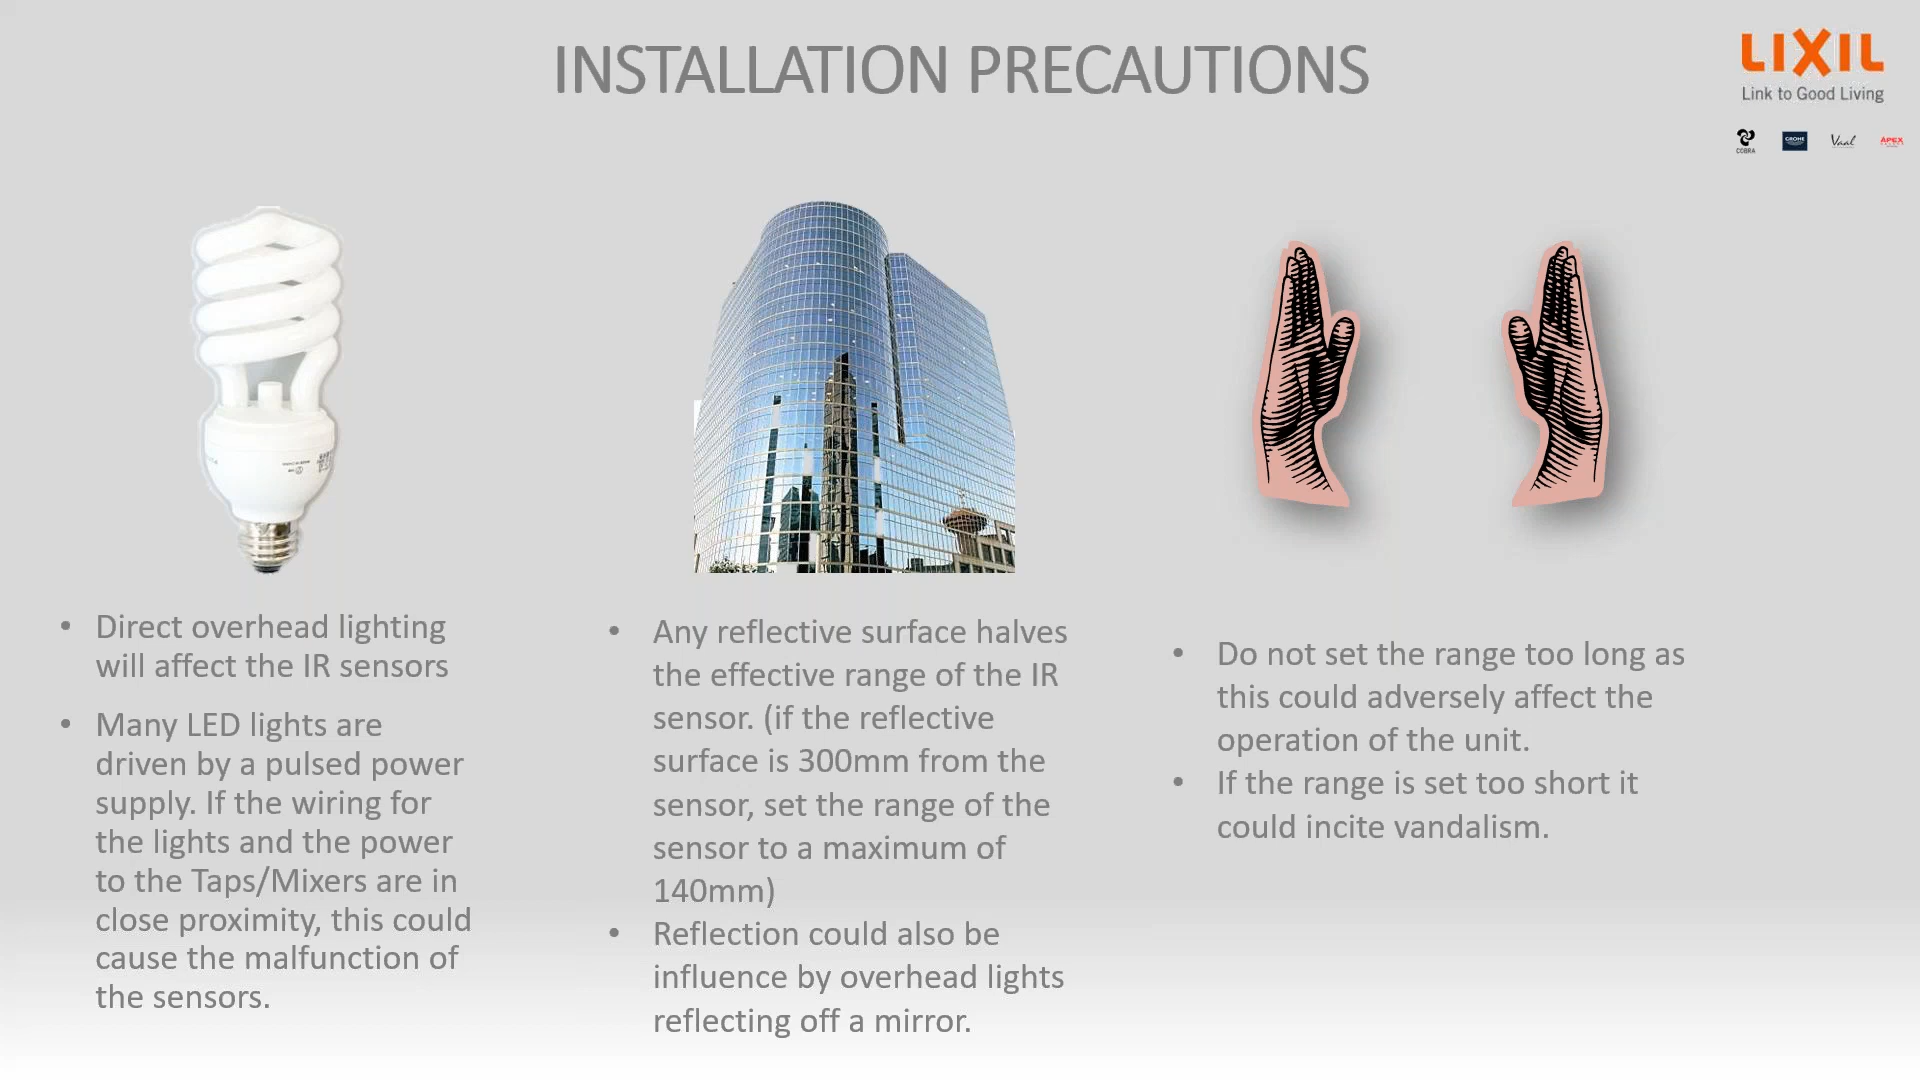 INSTALLATION PRECAUTIONS
LIXIL
Link to Good Living
COBRA
GROHE
Vaal
APEX
• Direct overhead lighting
will affect the IR sensors
• Many LED lights are
driven by a pulsed power
supply. If the wiring for
the lights and the power
to the Taps/Mixers are in
close proximity, this could
cause the malfunction of
the sensors.
• Any reflective surface halves
the effective range of the IR
sensor. (if the reflective
surface is 300mm from the
sensor, set the range of the
sensor to a maximum of
140mm)
• Reflection could also be
influence by overhead lights
reflecting off a mirror.
• Do not set the range too long as
this could adversely affect the
operation of the unit.
• If the range is set too short it
could incite vandalism.